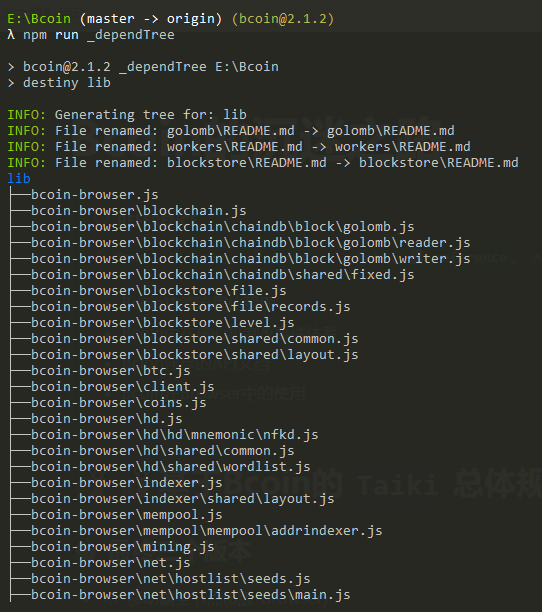 E:\Bcoin (master -> origin) (bcoin@2.1.2)
λ npm run _dependTree
> bcoin@2.1.2 _dependTree E:\Bcoin
> destiny lib
INFO: Generating tree for: lib
INFO: File renamed: golomb\README.md -> golomb\README.md
INFO: File renamed: workers\README.md -> workers\README.md
INFO: File renamed: blockstore\README.md -> blockstore\README.md
lib
├──bcoin-browser.js
├──bcoin-browser\blockchain.js
├──bcoin-browser\blockchain\chaindb\block\golomb.js
├──bcoin-browser\blockchain\chaindb\block\golomb\reader.js
├──bcoin-browser\blockchain\chaindb\block\golomb\writer.js
├──bcoin-browser\blockchain\chaindb\shared\fixed.js
├──bcoin-browser\blockstore\file.js
├──bcoin-browser\blockstore\file\records.js
├──bcoin-browser\blockstore\level.js
├──bcoin-browser\blockstore\shared\common.js
├──bcoin-browser\blockstore\shared\layout.js
├──bcoin-browser\btc.js
├──bcoin-browser\client.js
├──bcoin-browser\coins.js
├──bcoin-browser\hd.js
├──bcoin-browser\hd\hd\mnemonic\nfkd.js
├──bcoin-browser\hd\shared\common.js
├──bcoin-browser\hd\shared\wordlist.js
├──bcoin-browser\indexer.js
├──bcoin-browser\indexer\shared\layout.js
├──bcoin-browser\mempool.js
├──bcoin-browser\mempool\addrindexer.js
├──bcoin-browser\mining.js
├──bcoin-browser\net.js
├──bcoin-browser\net\hostlist\seeds.js
├──bcoin-browser\net\hostlist\seeds\main.js